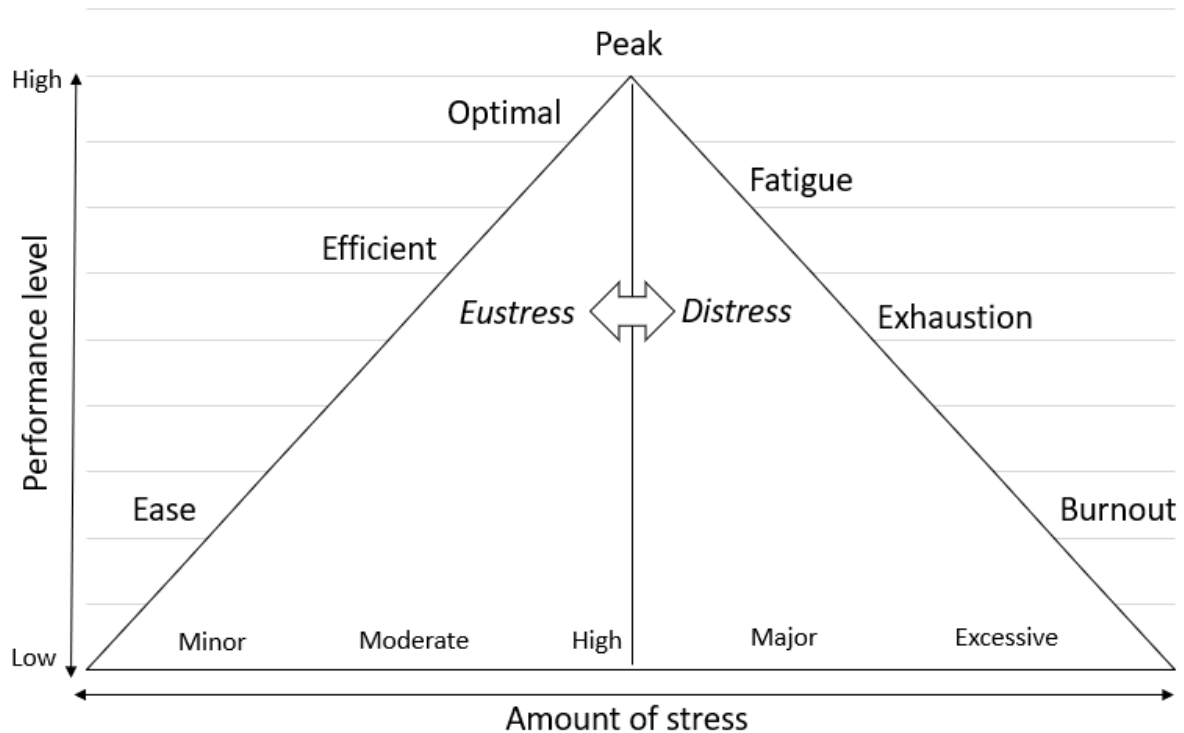 Peak
High
Optimal
Fatigue
Efficient
Eustress
Distress
Exhaustion
Performance level
Ease
Burnout
Minor
Moderate
High
Major
Excessive
Low
Amount of stress